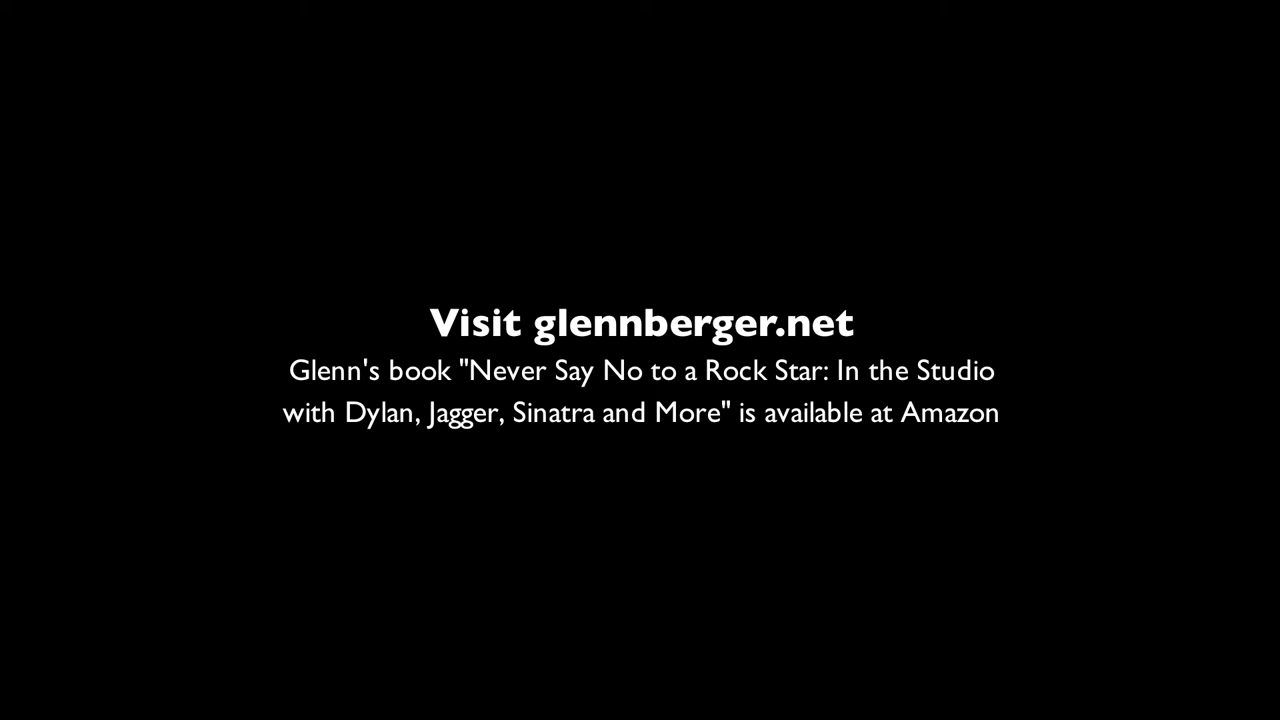 Visit glennberger.net
Glenn's book "Never Say No to a Rock Star: In the Studio
with Dylan, Jagger, Sinatra and More" is available at Amazon